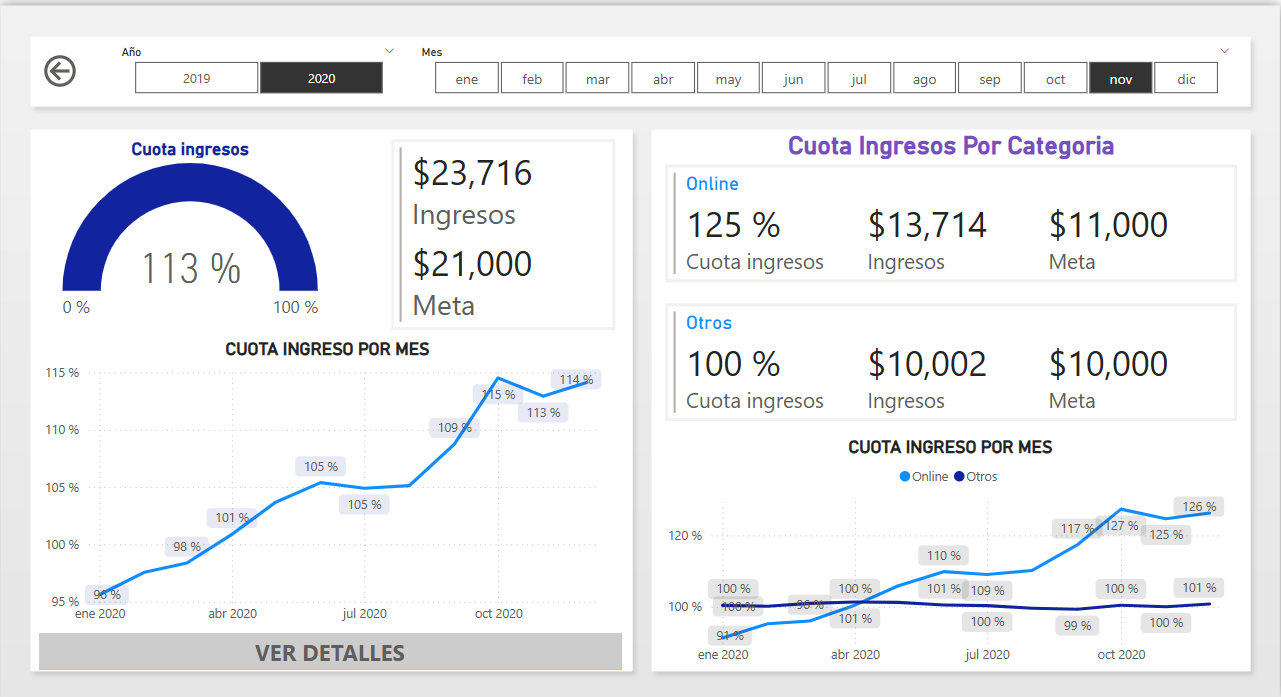 Año
2019
2020
Mes
ene
feb
mar
abr
may
jun
jul
ago
sep
oct
nov
dic
Cuota ingresos
113 %
0 %
100 %
$23,716
Ingresos
$21,000
Meta
CUOTA INGRESO POR MES
115 %
110 %
105 %
100 %
95 %
96 %
98 %
101 %
105 %
105 %
109 %
115 %
113 %
114 %
ene 2020
abr 2020
jul 2020
oct 2020
VER DETALLES
Cuota Ingresos Por Categoria
Online
125 %
$13,714
$11,000
Cuota ingresos
Ingresos
Meta
Otros
100 %
$10,002
$10,000
Cuota ingresos
Ingresos
Meta
CUOTA INGRESO POR MES
Online
Otros
120 %
100 %
100 %
100 %
91 %
96 %
100 %
101 %
110 %
101 %
109 %
100 %
117 %
99 %
127 %
100 %
125 %
100 %
126 %
101 %
ene 2020
abr 2020
jul 2020
oct 2020